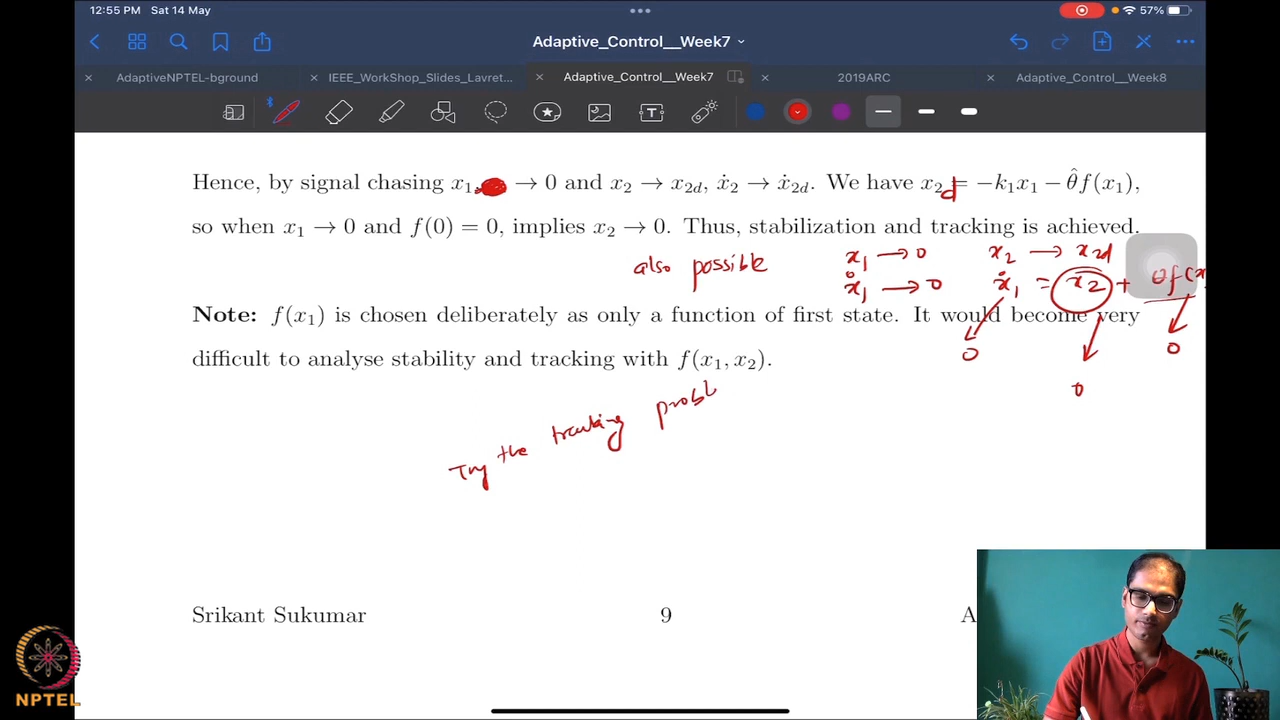 12:55 PM Sat 14 May
57%
Adaptive_Control__Week7
AdaptiveNPTEL-bground
IEEE_WorkShop_Slides_Lavret...
Adaptive_Control__Week7
2019ARC
Adaptive_Control__Week8
Hence, by signal chasing x₁, → 0 and x₂ → x₂d, ẋ₂ → ẋ₂d. We have x₂d = −k₁x₁ − θ̂f(x₁),
so when x₁ → 0 and f(0) = 0, implies x₂ → 0. Thus, stabilization and tracking is achieved.
also possible
x₁ → 0 x₂ → x₂d
ẋ₁ → 0 ẋ₁ = x₂ + θf(x
Note: f(x₁) is chosen deliberately as only a function of first state. It would become very
difficult to analyse stability and tracking with f(x₁, x₂).
0 0 0
Try the tracking probl
Srikant Sukumar 9 A
NPTEL